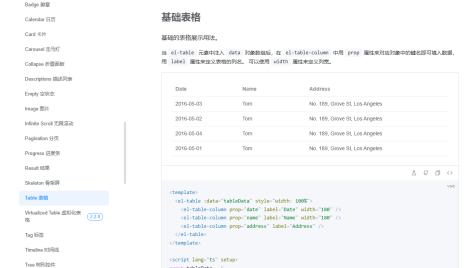 Badge 徽章
Calendar 日历
Card 卡片
Carousel 走马灯
Collapse 折叠面板
Descriptions 描述列表
Empty 空状态
Image 图片
Infinite Scroll 无限滚动
Pagination 分页
Progress 进度条
Result 结果
Skeleton 骨架屏
Table 表格
Virtualized Table 虚拟化表格 2.2.0
Tag 标签
Timeline 时间线
Tree 树形控件
基础表格
基础的表格展示用法。
当 el-table 元素中注入 data 对象数组后，在 el-table-column 中用 prop 属性来对应对象中的键名即可填入数据，
用 label 属性来定义表格的列名。 可以使用 width 属性来定义列宽。
Date Name Address
2016-05-03 Tom No. 189, Grove St, Los Angeles
2016-05-02 Tom No. 189, Grove St, Los Angeles
2016-05-04 Tom No. 189, Grove St, Los Angeles
2016-05-01 Tom No. 189, Grove St, Los Angeles
vue
<template>
<el-table :data="tableData" style="width: 100%">
<el-table-column prop="date" label="Date" width="180" />
<el-table-column prop="name" label="Name" width="180" />
<el-table-column prop="address" label="Address" />
</el-table>
</template>
<script lang="ts" setup>